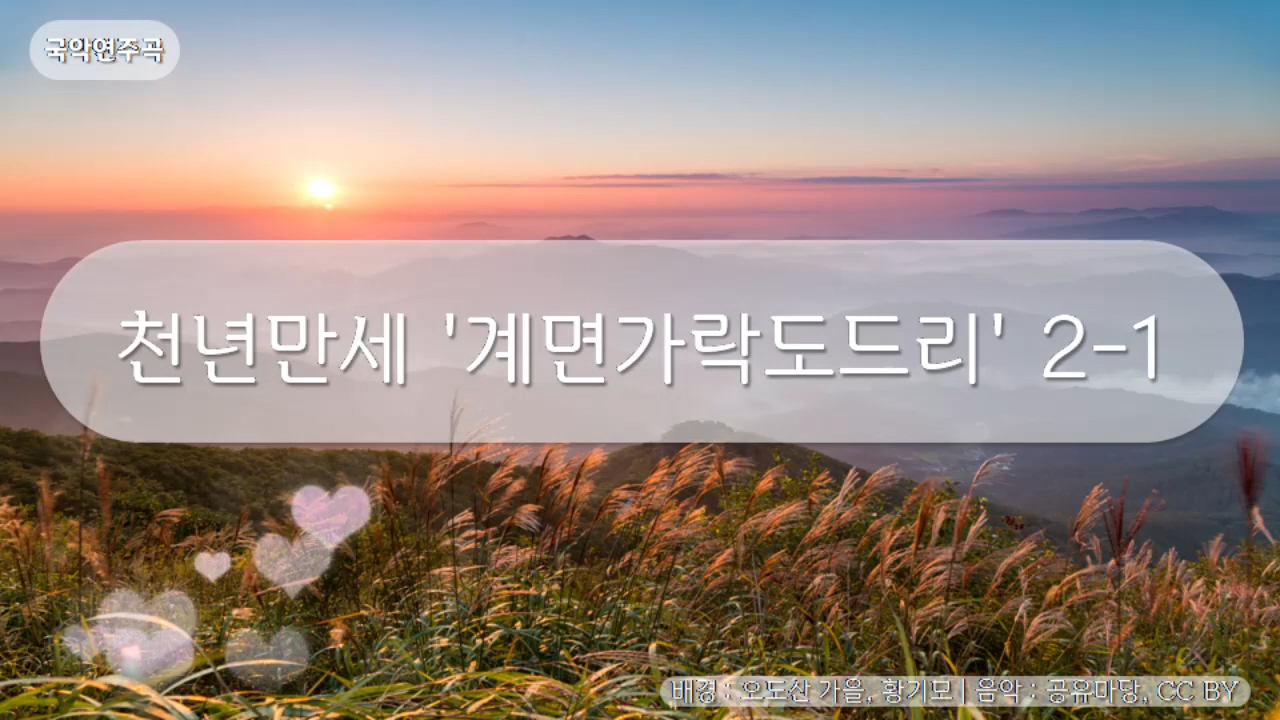 국악연주곡
천년만세 '계면가락도드리' 2-1
배경 : 오도산 가을, 황기모 | 음악 : 공유마당, CC BY